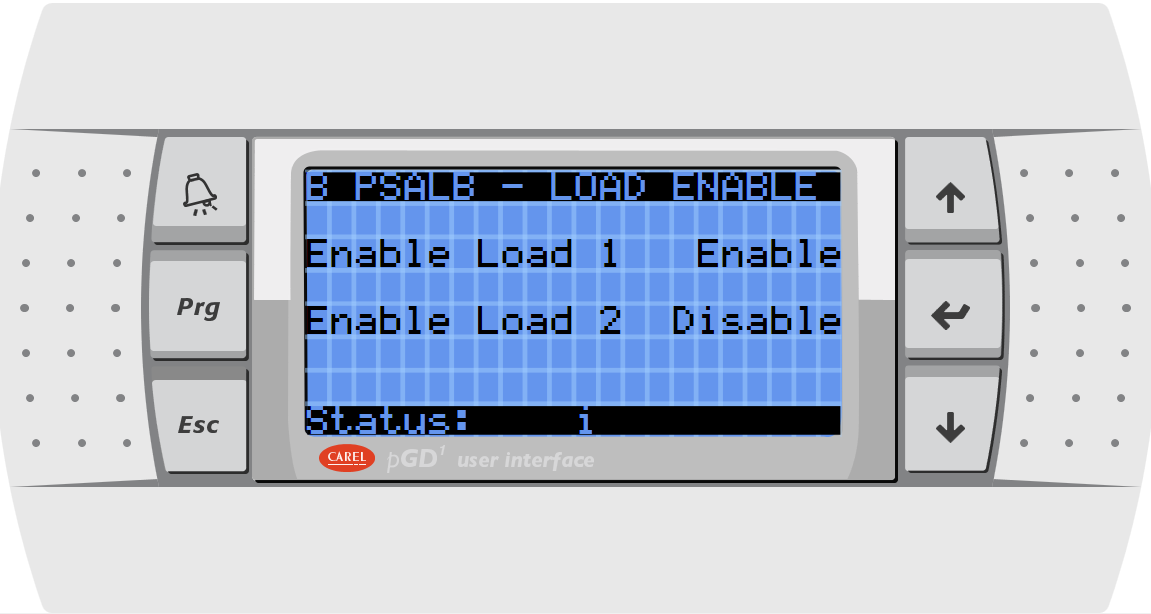 B PSALB - LOAD ENABLE
Enable Load 1 Enable
Prg
Enable Load 2 Disable
Esc
Status: i
CAREL pGD¹ user interface